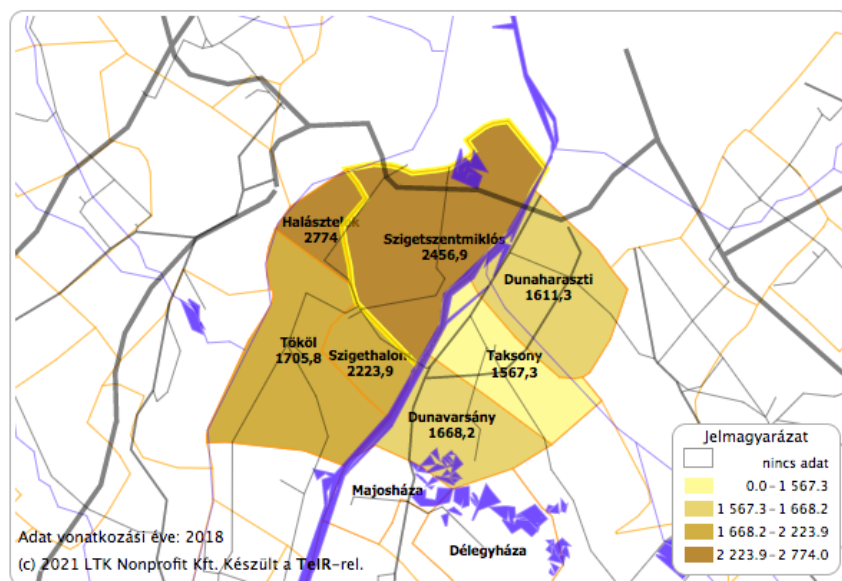 Halásztelek
2774
Szigetszentmiklós
2456,9
Dunaharaszti
1611,3
Tököl
1705,8
Szigethalom
2223,9
Taksony
1567,3
Dunavarsány
1668,2
Majosháza
Délegyháza
Jelmagyarázat
nincs adat
0.0 - 1 567.3
1 567.3 - 1 668.2
1 668.2 - 2 223.9
2 223.9 - 2 774.0
Adat vonatkozási éve: 2018
(c) 2021 LTK Nonprofit Kft. Készült a TeIR-rel.